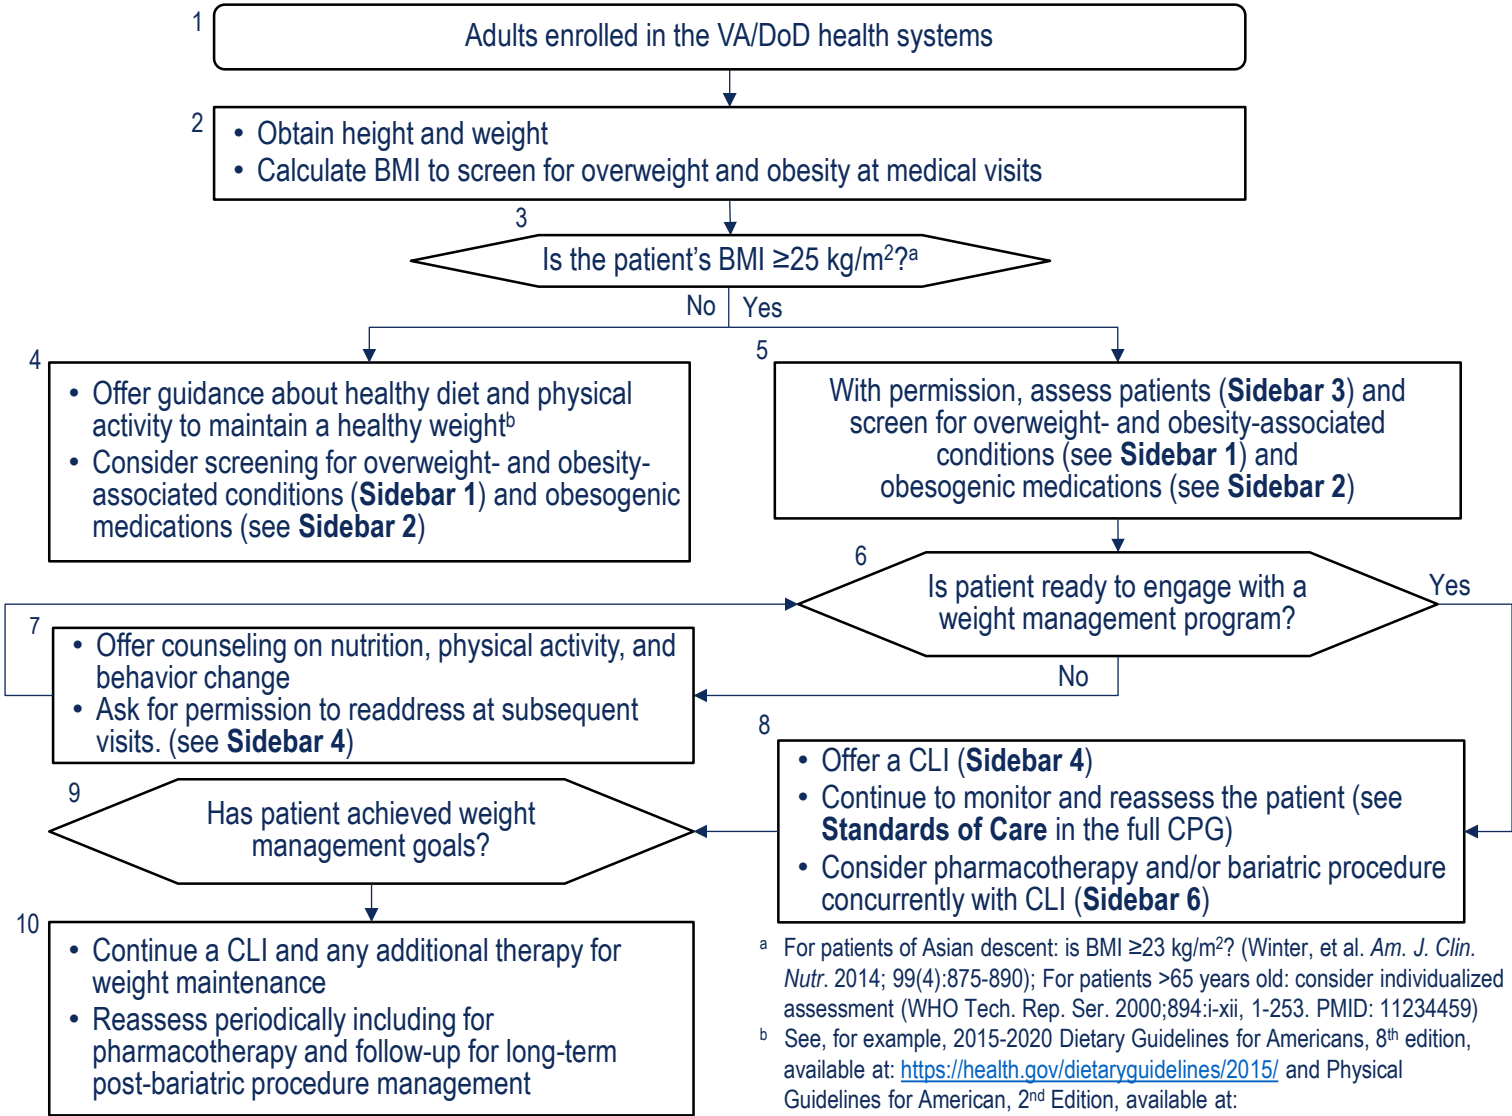 1
Adults enrolled in the VA/DoD health systems
2
• Obtain height and weight
• Calculate BMI to screen for overweight and obesity at medical visits
3
Is the patient's BMI ≥25 kg/m²?ᵃ
No
Yes
4
• Offer guidance about healthy diet and physical
activity to maintain a healthy weightᵇ
• Consider screening for overweight- and obesity-
associated conditions (Sidebar 1) and obesogenic
medications (see Sidebar 2)
5
With permission, assess patients (Sidebar 3) and
screen for overweight- and obesity-associated
conditions (see Sidebar 1) and
obesogenic medications (see Sidebar 2)
6
Is patient ready to engage with a
weight management program?
Yes
No
7
• Offer counseling on nutrition, physical activity, and
behavior change
• Ask for permission to readdress at subsequent
visits. (see Sidebar 4)
8
• Offer a CLI (Sidebar 4)
• Continue to monitor and reassess the patient (see
Standards of Care in the full CPG)
• Consider pharmacotherapy and/or bariatric procedure
concurrently with CLI (Sidebar 6)
9
Has patient achieved weight
management goals?
10
• Continue a CLI and any additional therapy for
weight maintenance
• Reassess periodically including for
pharmacotherapy and follow-up for long-term
post-bariatric procedure management
ᵃ For patients of Asian descent: is BMI ≥23 kg/m²? (Winter, et al. Am. J. Clin.
Nutr. 2014; 99(4):875-890); For patients >65 years old: consider individualized
assessment (WHO Tech. Rep. Ser. 2000;894:i-xii, 1-253. PMID: 11234459)
ᵇ See, for example, 2015-2020 Dietary Guidelines for Americans, 8th edition,
available at: https://health.gov/dietaryguidelines/2015/ and Physical
Guidelines for American, 2nd Edition, available at: